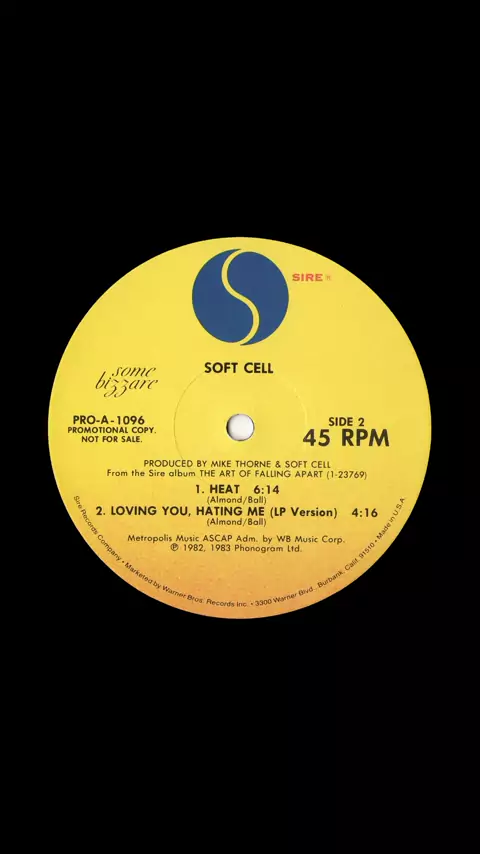 SIRE ®
SOFT CELL
some
bizzare
PRO-A-1096
PROMOTIONAL COPY.
NOT FOR SALE.
SIDE 2
45 RPM
PRODUCED BY MIKE THORNE & SOFT CELL
From the Sire album THE ART OF FALLING APART (1-23769)
1. HEAT 6:14
(Almond/Ball)
2. LOVING YOU, HATING ME (LP Version) 4:16
(Almond/Ball)
Metropolis Music ASCAP Adm. by WB Music Corp.
℗ 1982, 1983 Phonogram Ltd.
Sire Records Company • Marketed by Warner Bros. Records Inc. • 3300 Warner Blvd., Burbank, Calif. 91510 • Made in U.S.A.